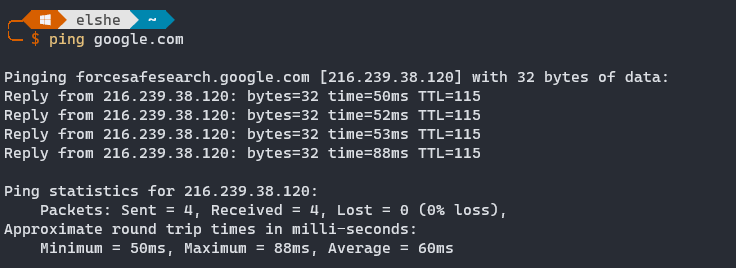 elshe ~
$ ping google.com
Pinging forcesafesearch.google.com [216.239.38.120] with 32 bytes of data:
Reply from 216.239.38.120: bytes=32 time=50ms TTL=115
Reply from 216.239.38.120: bytes=32 time=52ms TTL=115
Reply from 216.239.38.120: bytes=32 time=53ms TTL=115
Reply from 216.239.38.120: bytes=32 time=88ms TTL=115
Ping statistics for 216.239.38.120:
    Packets: Sent = 4, Received = 4, Lost = 0 (0% loss),
Approximate round trip times in milli-seconds:
    Minimum = 50ms, Maximum = 88ms, Average = 60ms